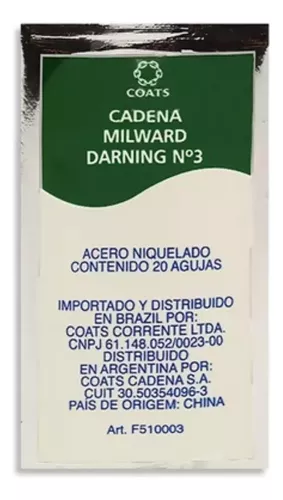 COATS
CADENA
MILWARD
DARNING Nº3
ACERO NIQUELADO
CONTENIDO 20 AGUJAS
IMPORTADO Y DISTRIBUIDO
EN BRAZIL POR:
COATS CORRENTE LTDA.
CNPJ 61.148.052/0023-00
DISTRIBUIDO
EN ARGENTINA POR:
COATS CADENA S.A.
CUIT 30.50354096-3
PAÍS DE ORIGEM: CHINA
Art. F510003